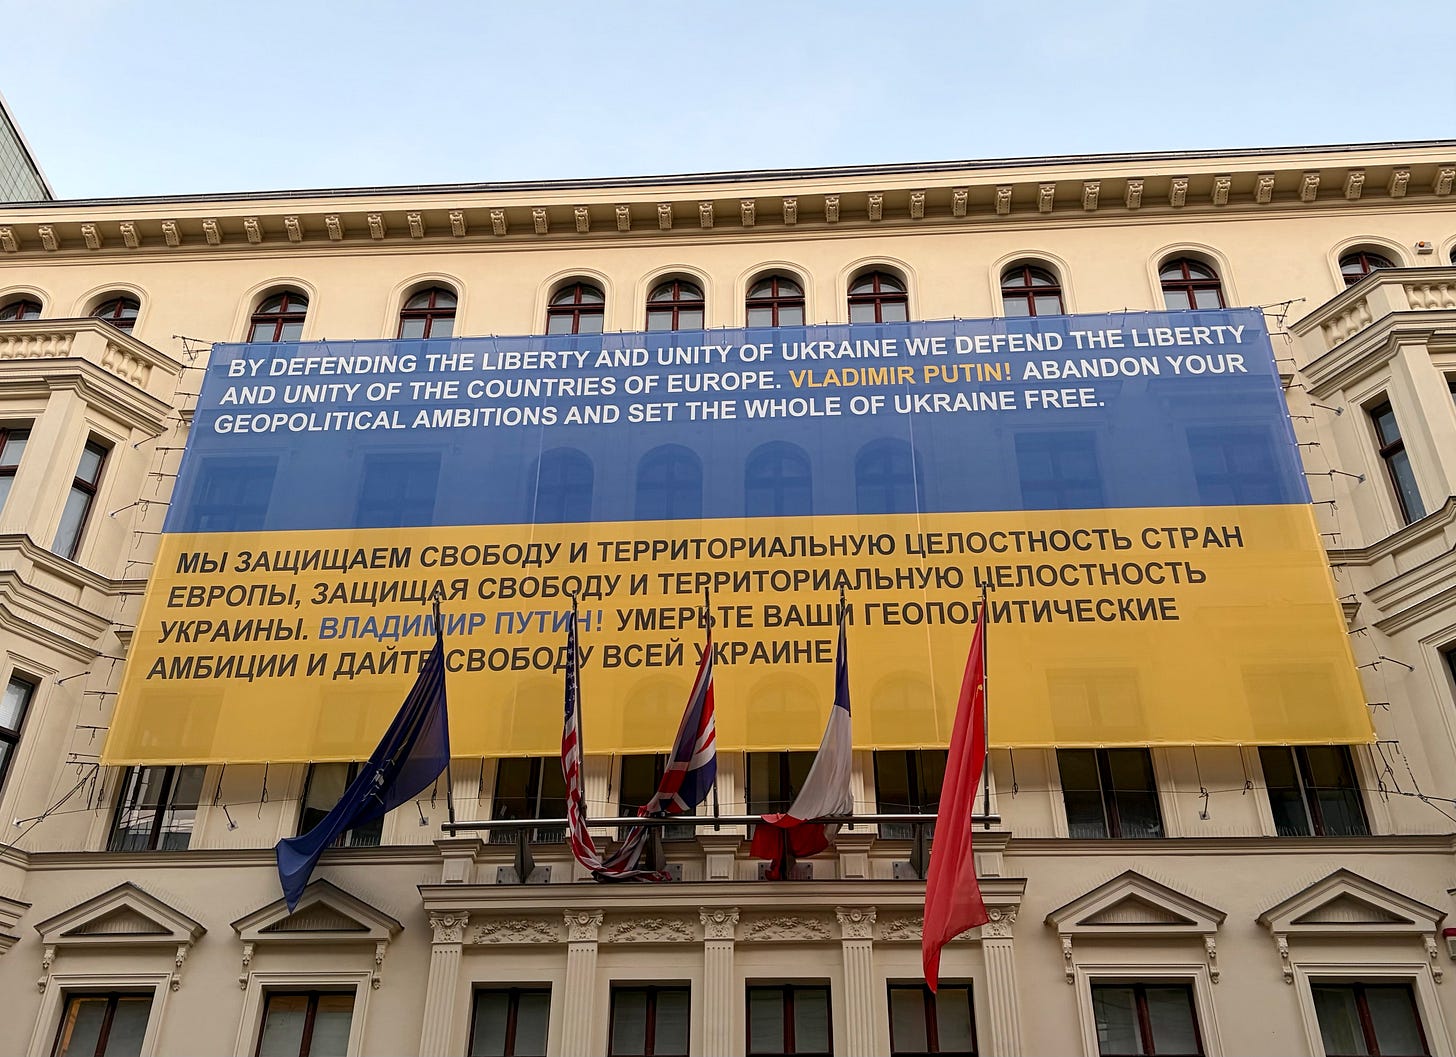 BY DEFENDING THE LIBERTY AND UNITY OF UKRAINE WE DEFEND THE LIBERTY
AND UNITY OF THE COUNTRIES OF EUROPE. VLADIMIR PUTIN! ABANDON YOUR
GEOPOLITICAL AMBITIONS AND SET THE WHOLE OF UKRAINE FREE.
МЫ ЗАЩИЩАЕМ СВОБОДУ И ТЕРРИТОРИАЛЬНУЮ ЦЕЛОСТНОСТЬ СТРАН
ЕВРОПЫ, ЗАЩИЩАЯ СВОБОДУ И ТЕРРИТОРИАЛЬНУЮ ЦЕЛОСТНОСТЬ
УКРАИНЫ. ВЛАДИМИР ПУТИН! УМЕРЬТЕ ВАШИ ГЕОПОЛИТИЧЕСКИЕ
АМБИЦИИ И ДАЙТЕ СВОБОДУ ВСЕЙ УКРАИНЕ.